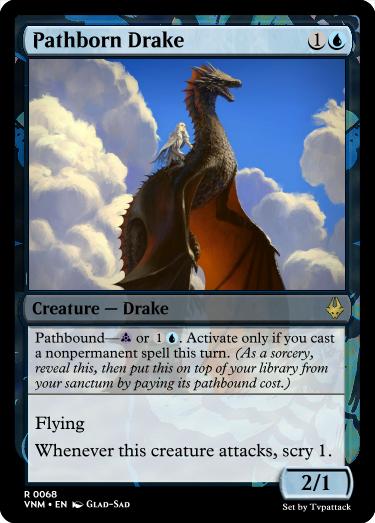 Pathborn Drake
1
Creature — Drake
Pathbound— or 1. Activate only if you cast
a nonpermanent spell this turn. (As a sorcery,
reveal this, then put this on top of your library from
your sanctum by paying its pathbound cost.)
Flying
Whenever this creature attacks, scry 1.
2/1
R 0068
VNM • EN Glad-Sad
Set by Tvpattack